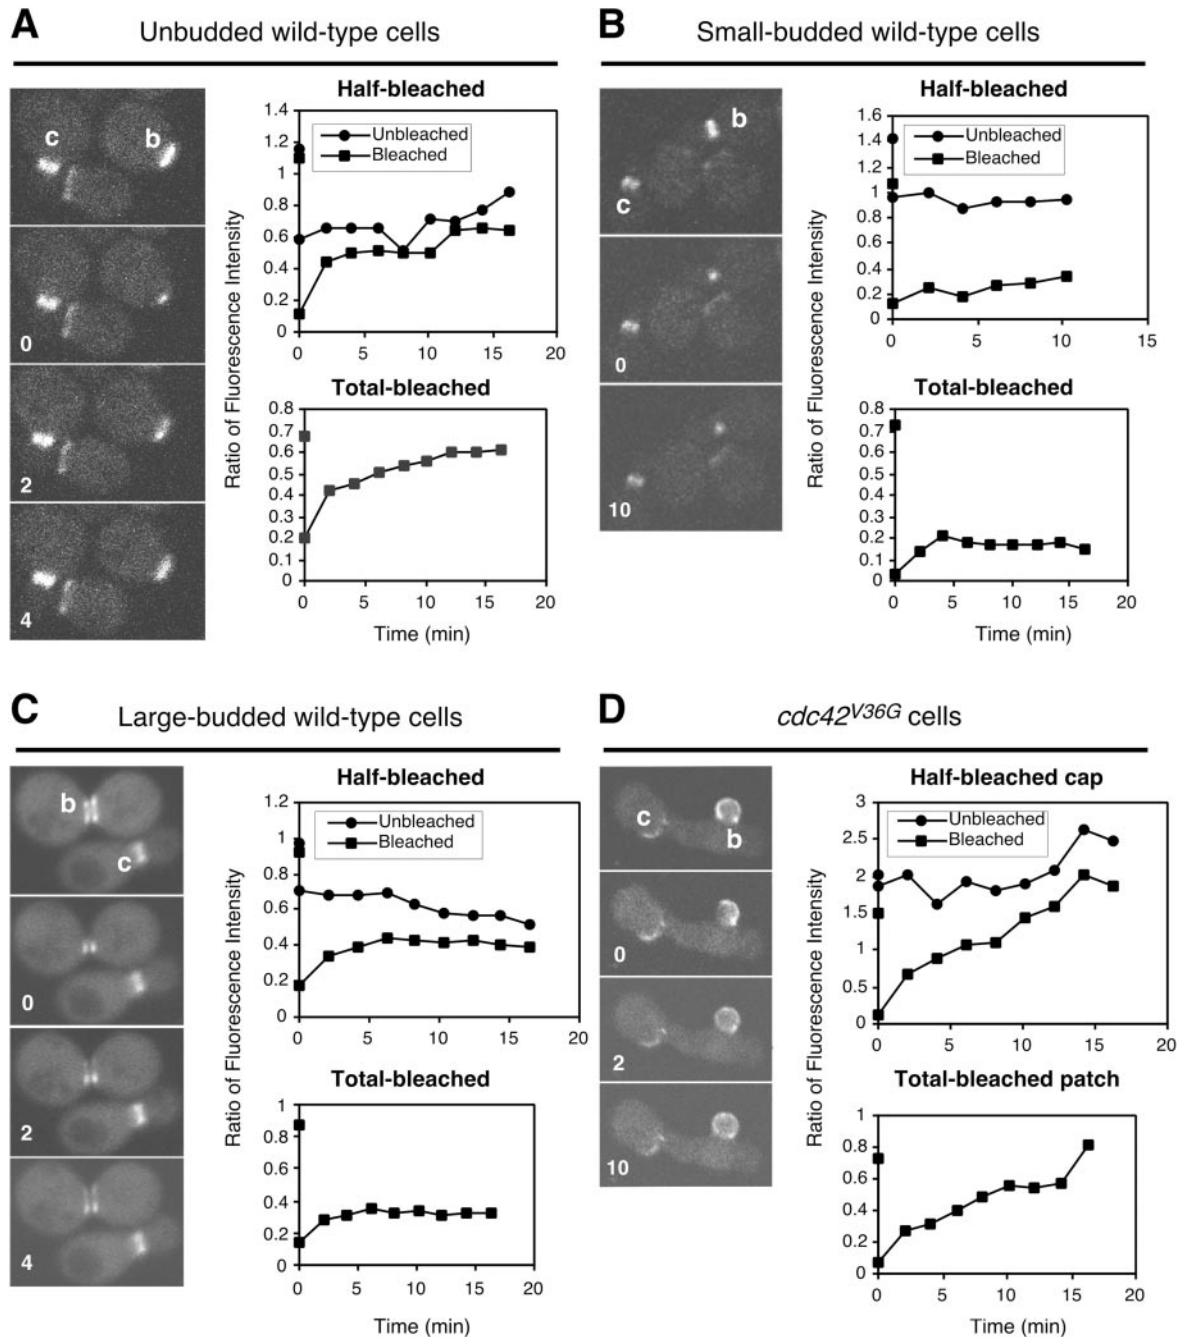 A Unbudded wild-type cells
c b
0
2
4
Half-bleached
Unbleached
Bleached
1.4
1.2
1
0.8
0.6
0.4
0.2
0
0 5 10 15 20
Total-bleached
0.8
0.7
0.6
0.5
0.4
0.3
0.2
0.1
0
0 5 10 15 20
Ratio of Fluorescence Intensity
Time (min)
B Small-budded wild-type cells
b
c
0
10
Half-bleached
Unbleached
Bleached
1.6
1.4
1.2
1
0.8
0.6
0.4
0.2
0
0 5 10 15
Total-bleached
0.8
0.7
0.6
0.5
0.4
0.3
0.2
0.1
0
0 5 10 15 20
Ratio of Fluorescence Intensity
Time (min)
C Large-budded wild-type cells
b
c
0
2
4
Half-bleached
Unbleached
Bleached
1.2
1
0.8
0.6
0.4
0.2
0
0 5 10 15 20
Total-bleached
1
0.8
0.6
0.4
0.2
0
0 5 10 15 20
Ratio of Fluorescence Intensity
Time (min)
D cdc42V36G cells
c
b
0
2
10
Half-bleached cap
Unbleached
Bleached
3
2.5
2
1.5
1
0.5
0
0 5 10 15 20
Total-bleached patch
1
0.8
0.6
0.4
0.2
0
0 5 10 15 20
Ratio of Fluorescence Intensity
Time (min)